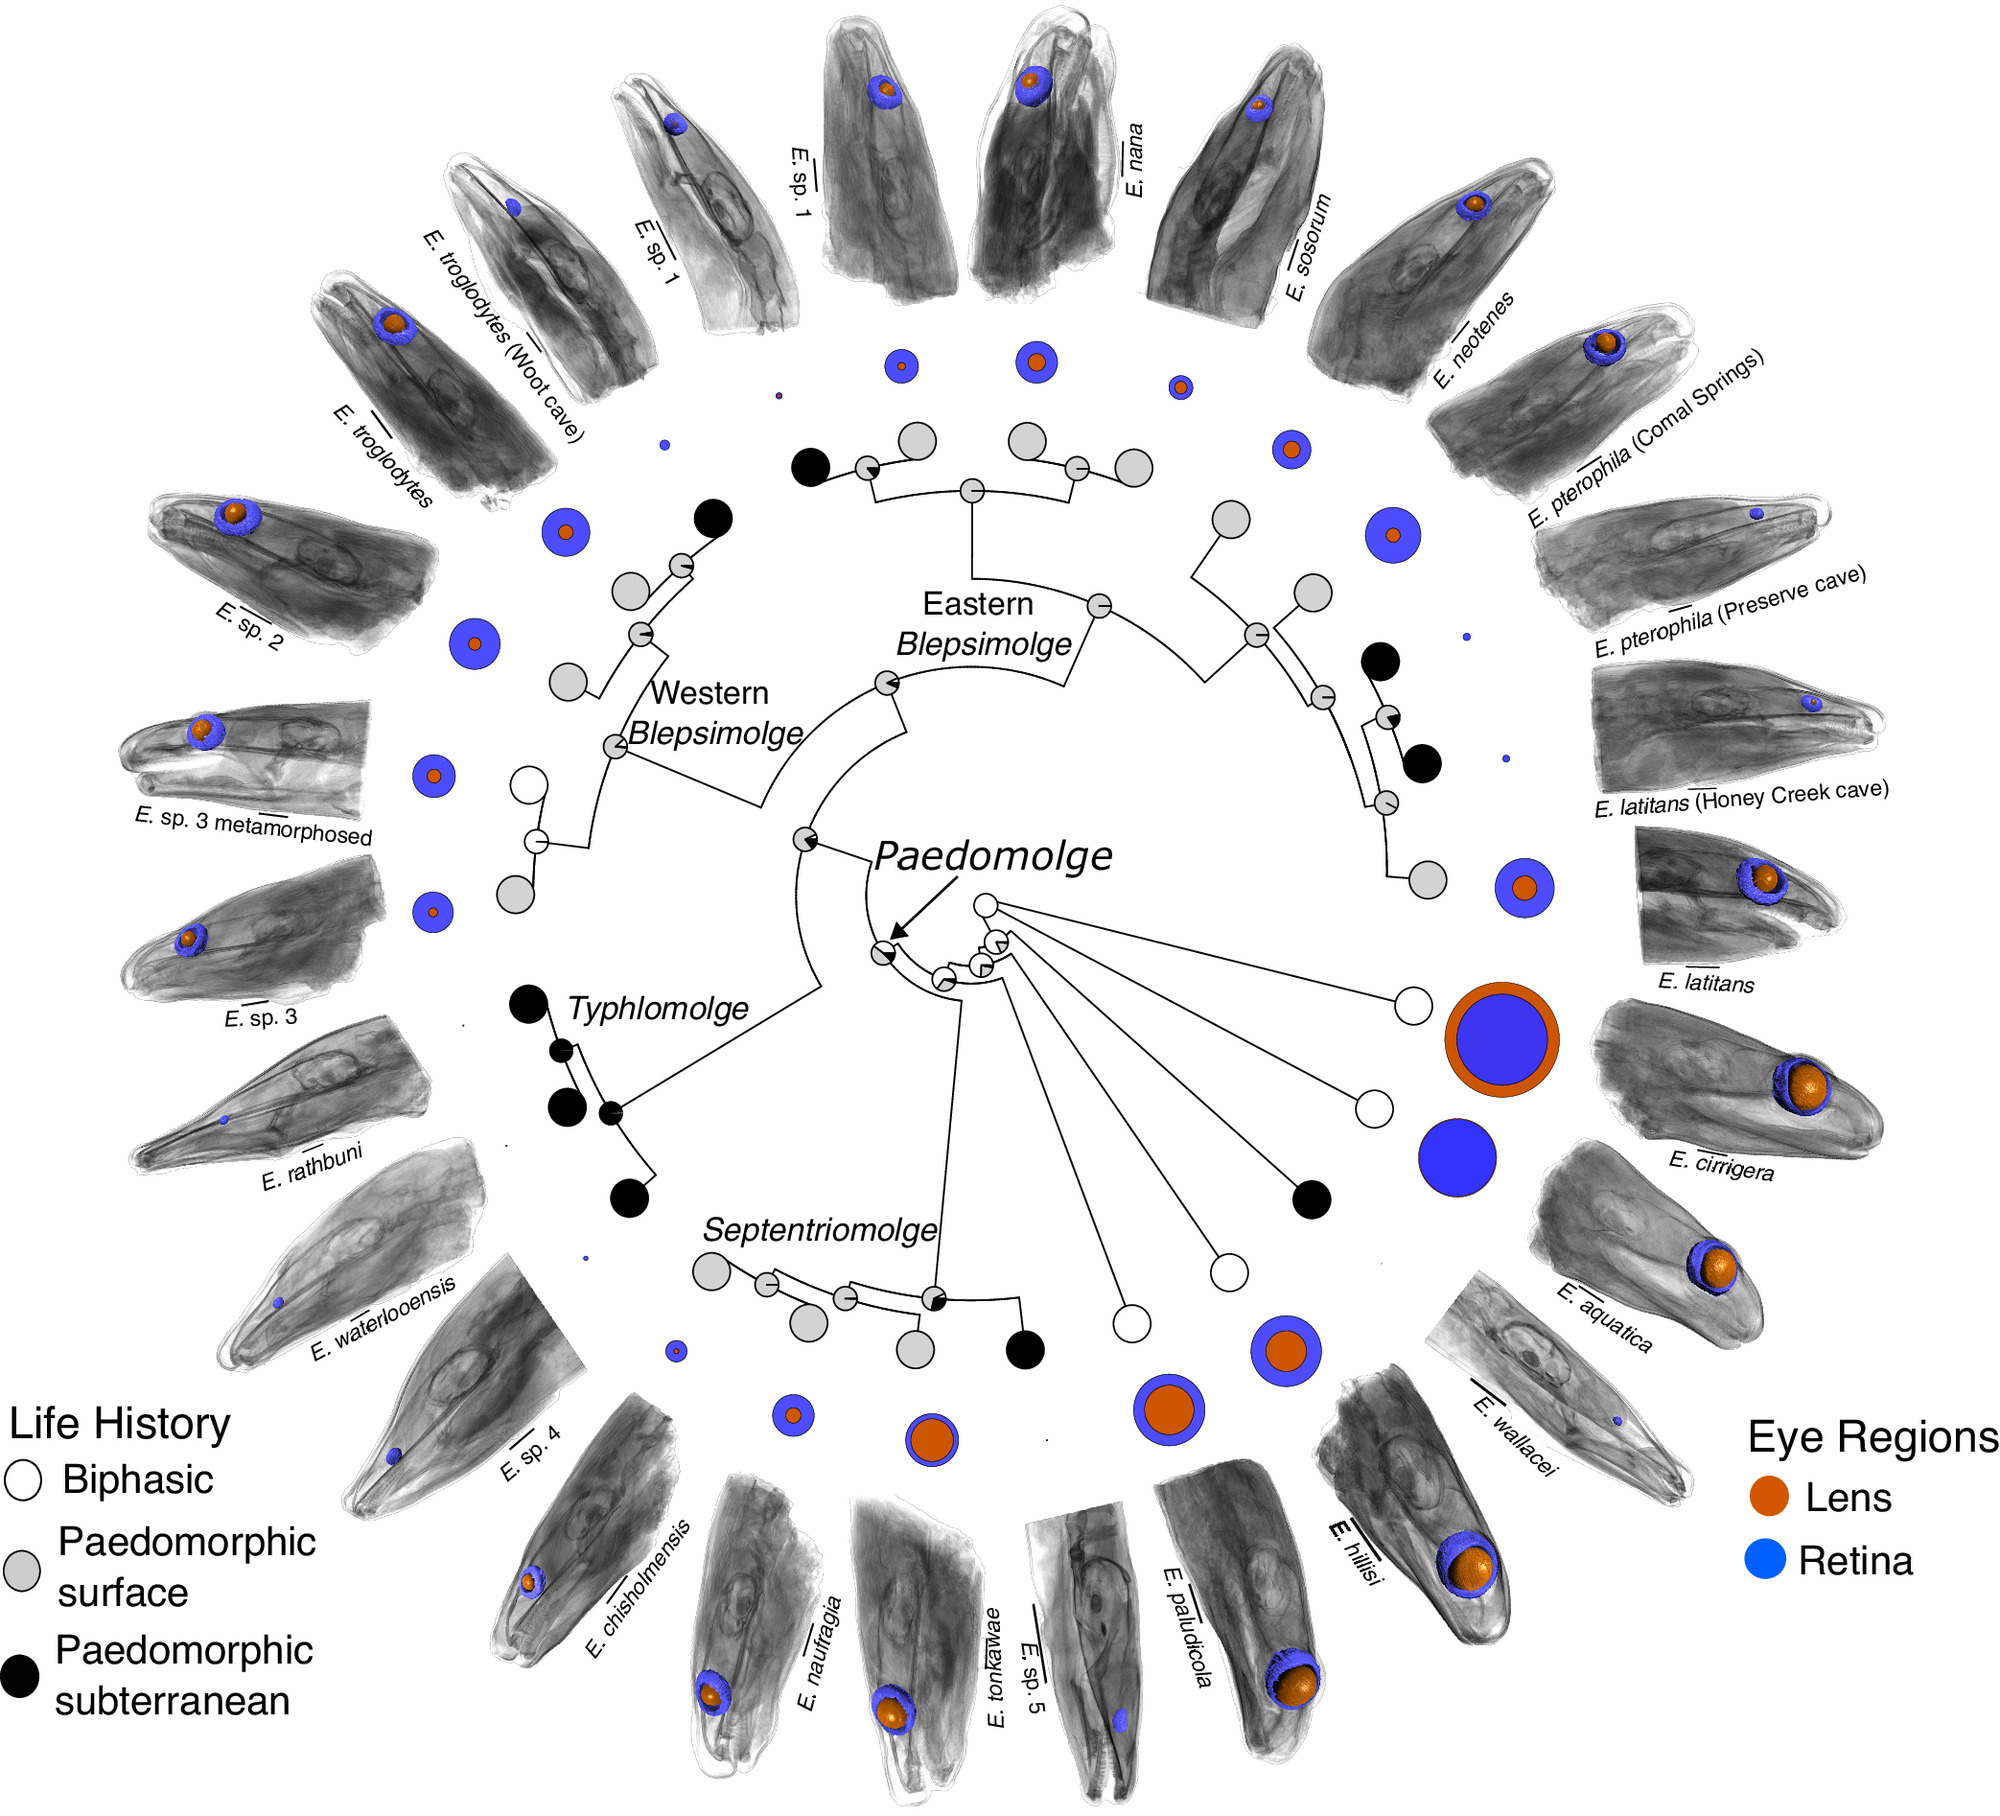 E. sp. 1
E. nana
E. sosorum
E. neotenes
E. pterophila (Comal Springs)
E. pterophila (Preserve cave)
E. latitans (Honey Creek cave)
E. latitans
E. cirrigera
E. aquatica
E. wallacei
E. hillisi
E. paludicola
E. sp. 5
E. tonkawae
E. naufragia
E. chisholmensis
E. sp. 4
E. waterlooensis
E. rathbuni
E. sp. 3
E. sp. 3 metamorphosed
E. sp. 2
E. troglodytes
E. troglodytes (Woot cave)
E. sp. 1
Eastern
Blepsimolge
Western
Blepsimolge
Paedomolge
Typhlomolge
Septentriomolge
Life History
Biphasic
Paedomorphic
surface
Paedomorphic
subterranean
Eye Regions
Lens
Retina